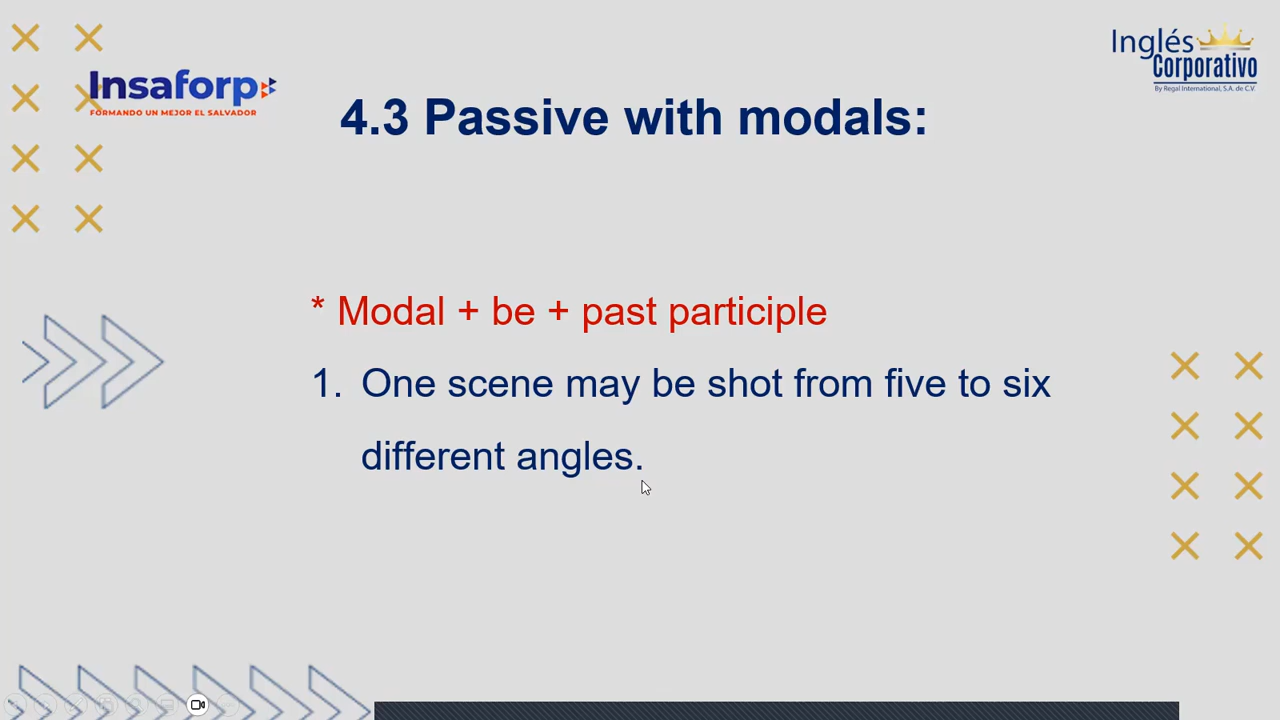 Insaforp
FORMANDO UN MEJOR EL SALVADOR
Inglés
Corporativo
By Regal International, S.A. de C.V.
4.3 Passive with modals:
* Modal + be + past participle
1. One scene may be shot from five to six
different angles.